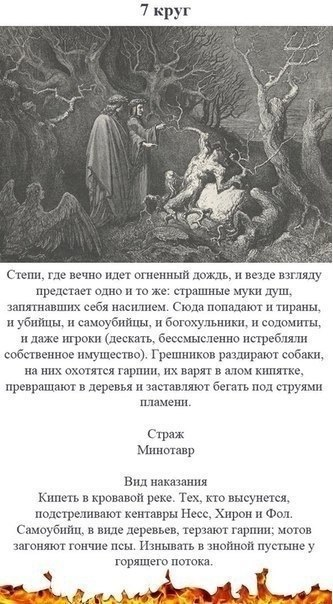 7 круг
Степи, где вечно идет огненный дождь, и везде взгляду
предстает одно и то же: страшные муки душ,
запятнавших себя насилием. Сюда попадают и тираны,
и убийцы, и самоубийцы, и богохульники, и содомиты,
и даже игроки (дескать, бессмысленно истребляли
собственное имущество). Грешников раздирают собаки,
на них охотятся гарпии, их варят в алом кипятке,
превращают в деревья и заставляют бегать под струями
пламени.
Страж
Минотавр
Вид наказания
Кипеть в кровавой реке. Тех, кто высунется,
подстреливают кентавры Несс, Хирон и Фол.
Самоубийц, в виде деревьев, терзают гарпии; мотов
загоняют гончие псы. Изнывать в знойной пустыне у
горящего потока.